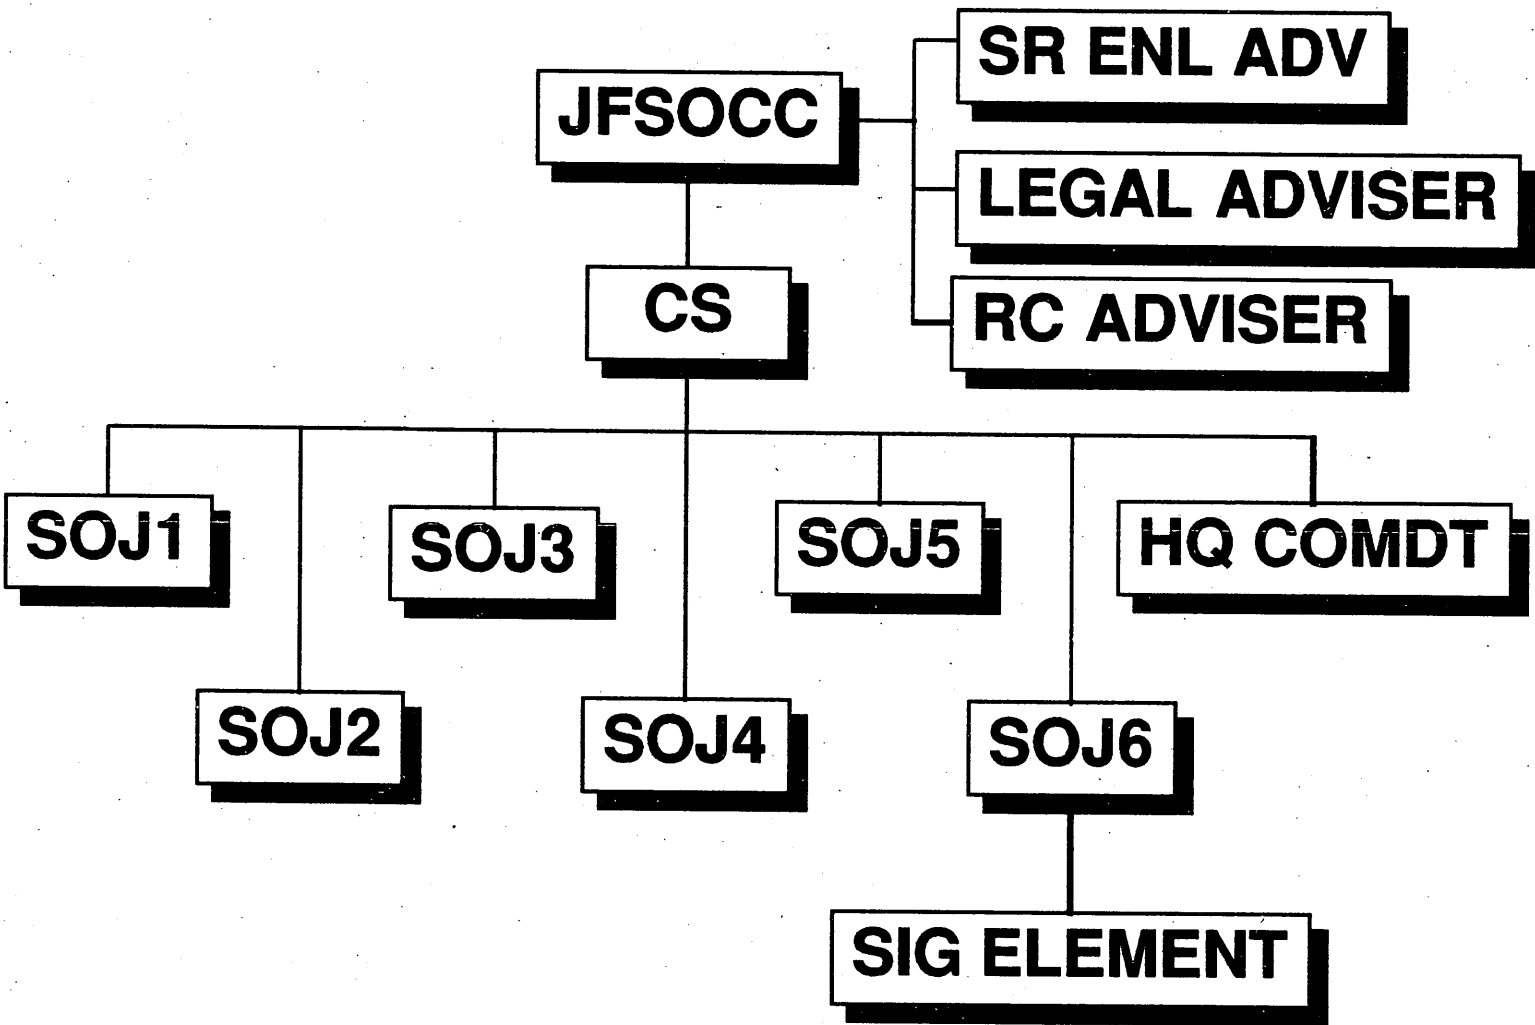 SR ENL ADV
JFSOCC
LEGAL ADVISER
CS
RC ADVISER
SOJ1
SOJ3
SOJ5
HQ COMDT
SOJ2
SOJ4
SOJ6
SIG ELEMENT